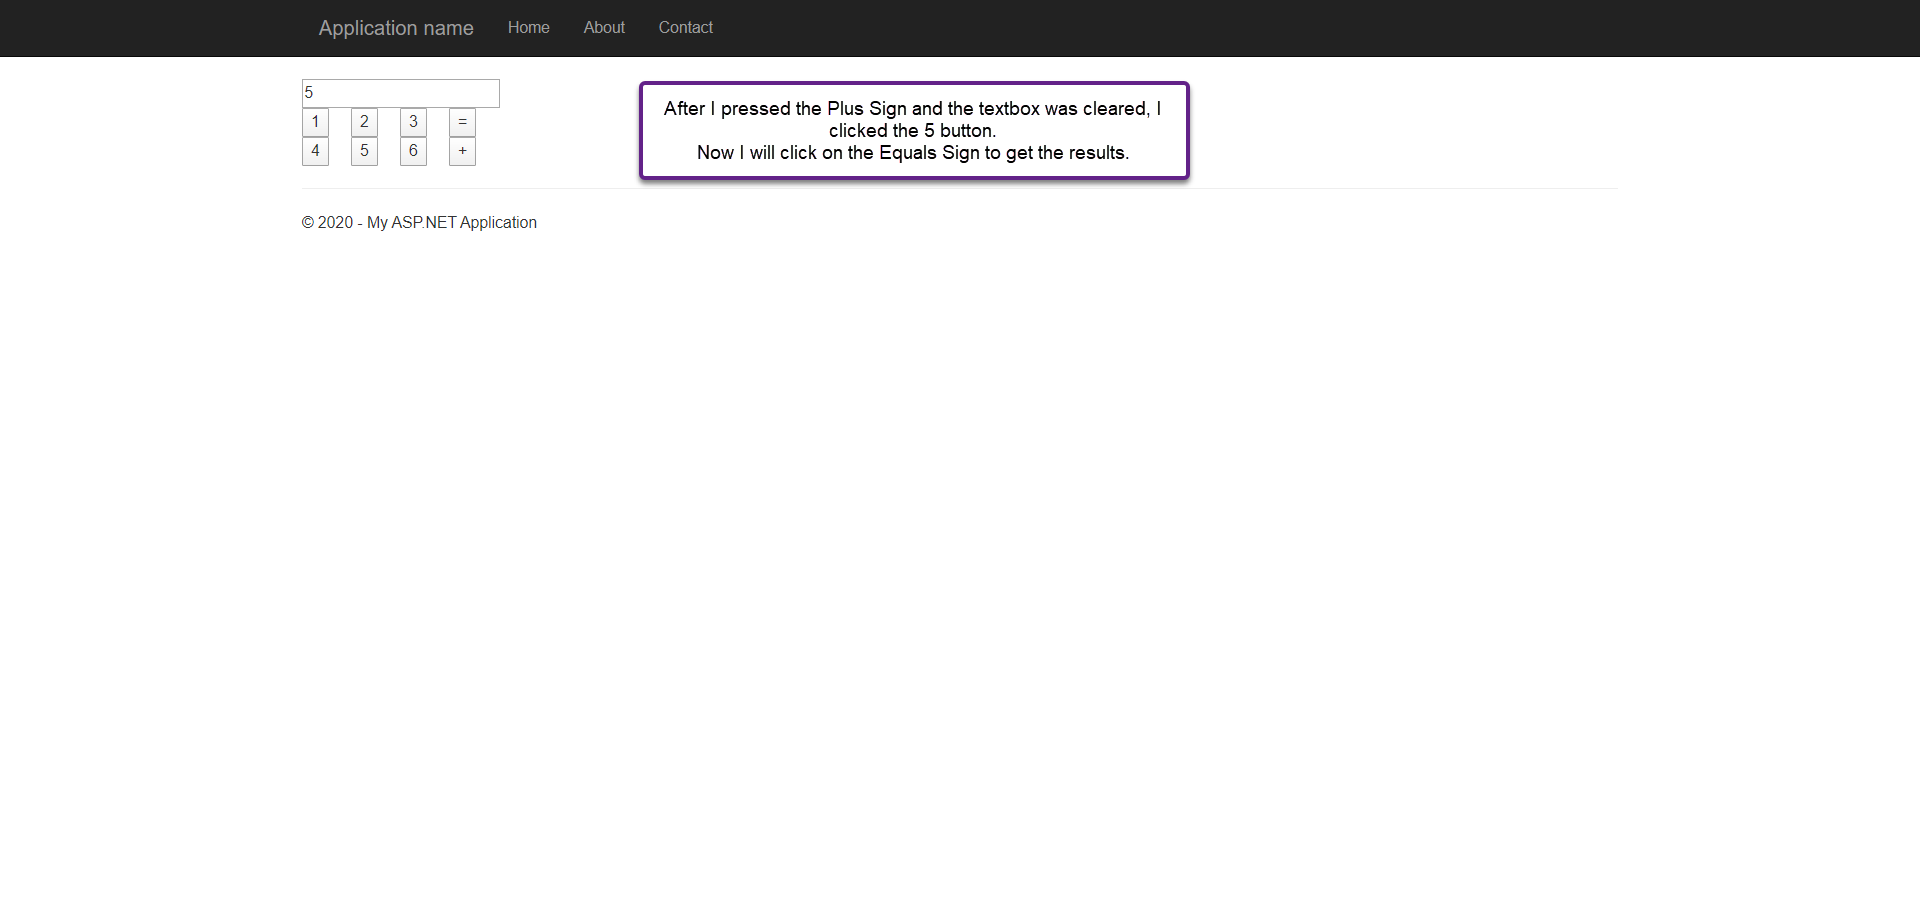 Application name Home About Contact
5
1 2 3 =
4 5 6 +
After I pressed the Plus Sign and the textbox was cleared, I
clicked the 5 button.
Now I will click on the Equals Sign to get the results.
© 2020 - My ASP.NET Application